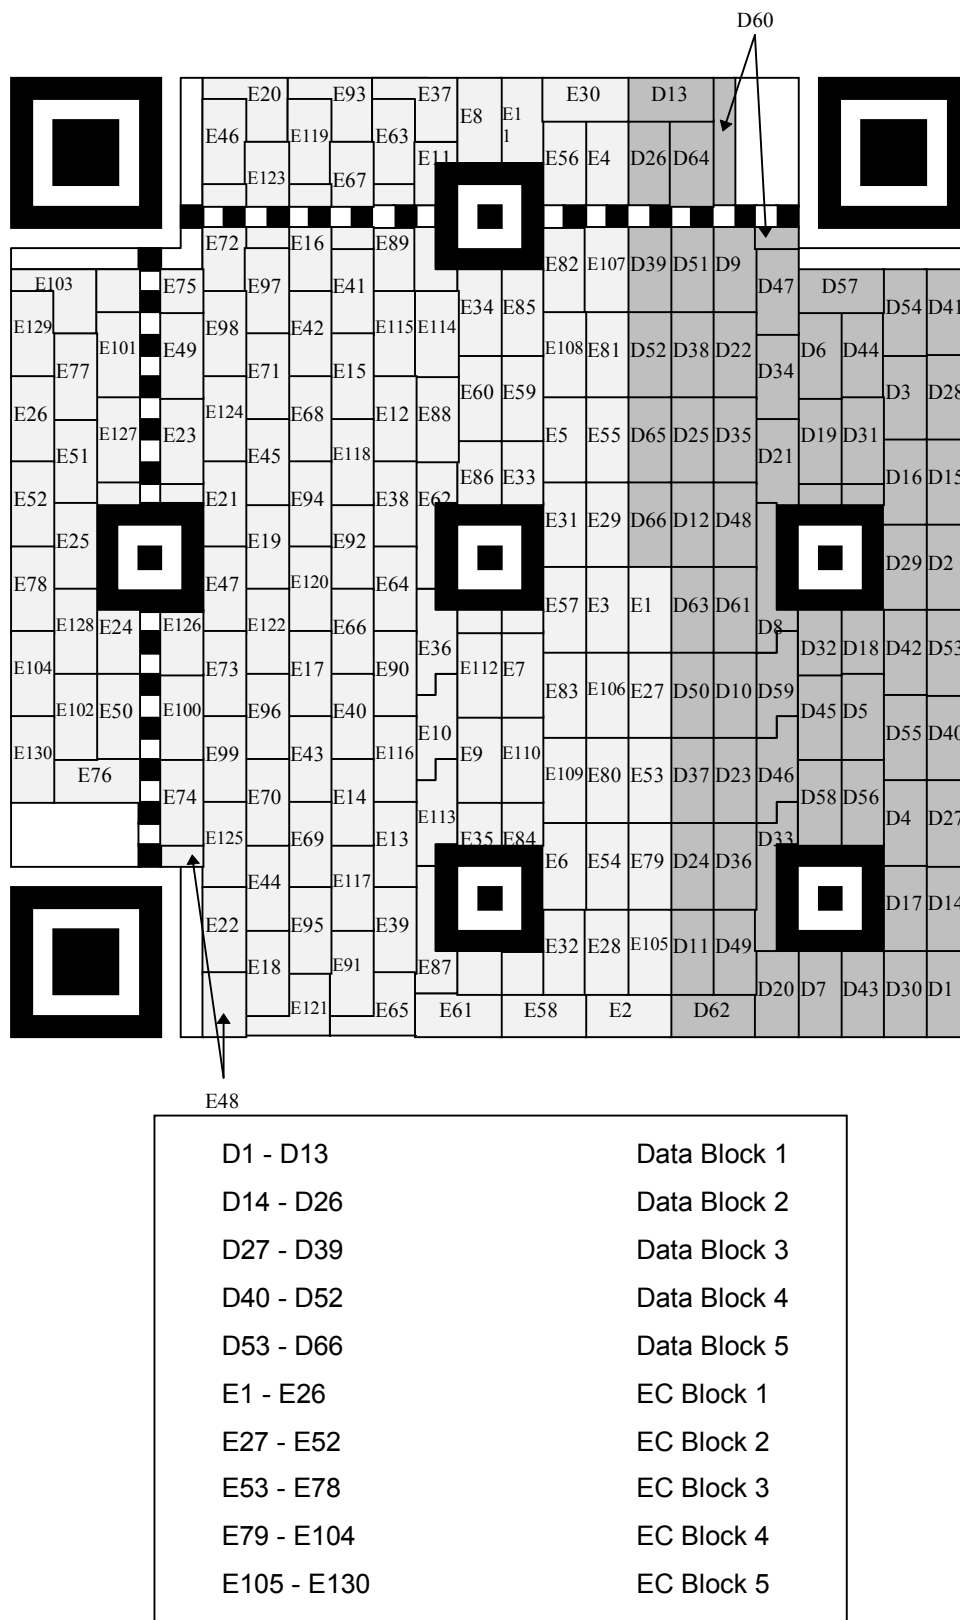 D60
E20 E93 E37 E30 D13
E46 E119 E63 E8 E1
1
E11 E56 E4 D26 D64
E123 E67
E72 E16 E89 E82 E107 D39 D51 D9
E103 E75 E97 E41 E34 E85 D47 D57 D54 D41
E129 E98 E42 E115 E114
E101 E49 E108 E81 D52 D38 D22 D6 D44
E77 E71 E15 D34
E26 E124 E68 E12 E88 E60 E59 D3 D28
E127 E23 E5 E55 D65 D25 D35 D19 D31
E51 E45 E118 D21
E52 E21 E94 E38 E62 E86 E33 D16 D15
E31 E29 D66 D12 D48
E25 E19 E92
E78 E47 E120 E64 D29 D2
E57 E3 E1 D63 D61
E128 E24 E126 E122 E66 D8
E104 E73 E17 E90 E36 E112 E7 D32 D18 D42 D53
E102 E50 E100 E96 E40 E83 E106 E27 D50 D10 D59
E10 D45 D5
E130 E99 E43 E116 E9 E110 D55 D40
E76 E109 E80 E53 D37 D23 D46
E74 E70 E14 D58 D56
E125 E69 E13 E113 E35 E84 D33 D4 D27
E6 E54 E79 D24 D36
E44 E117
E22 E95 E39 D17 D14
E18 E91 E87 E32 E28 E105 D11 D49
E121 E65 E61 E58 E2 D62 D20 D7 D43 D30 D1
E48
D1 - D13 Data Block 1
D14 - D26 Data Block 2
D27 - D39 Data Block 3
D40 - D52 Data Block 4
D53 - D66 Data Block 5
E1 - E26 EC Block 1
E27 - E52 EC Block 2
E53 - E78 EC Block 3
E79 - E104 EC Block 4
E105 - E130 EC Block 5